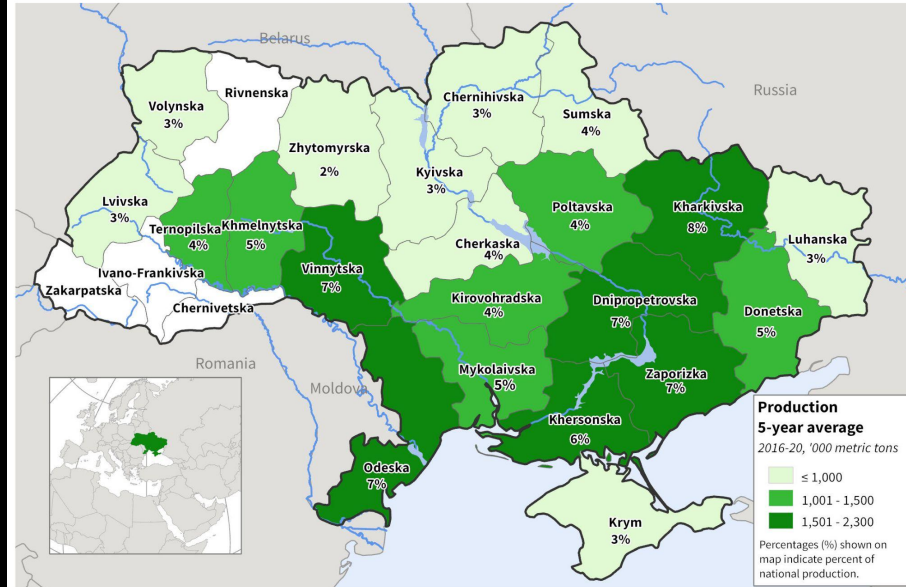 Belarus
Russia
Volynska
3%
Rivnenska
Zhytomyrska
2%
Chernihivska
3%
Sumska
4%
Kyivska
3%
Lvivska
3%
Ternopilska
4%
Khmelnytska
5%
Vinnytska
7%
Cherkaska
4%
Poltavska
4%
Kharkivska
8%
Luhanska
3%
Ivano-Frankivska
Zakarpatska
Chernivetska
Kirovohradska
4%
Dnipropetrovska
7%
Donetska
5%
Romania
Moldova
Mykolaivska
5%
Zaporizka
7%
Khersonska
6%
Odeska
7%
Krym
3%
Production
5-year average
2016-20, '000 metric tons
≤ 1,000
1,001 - 1,500
1,501 - 2,300
Percentages (%) shown on
map indicate percent of
national production.